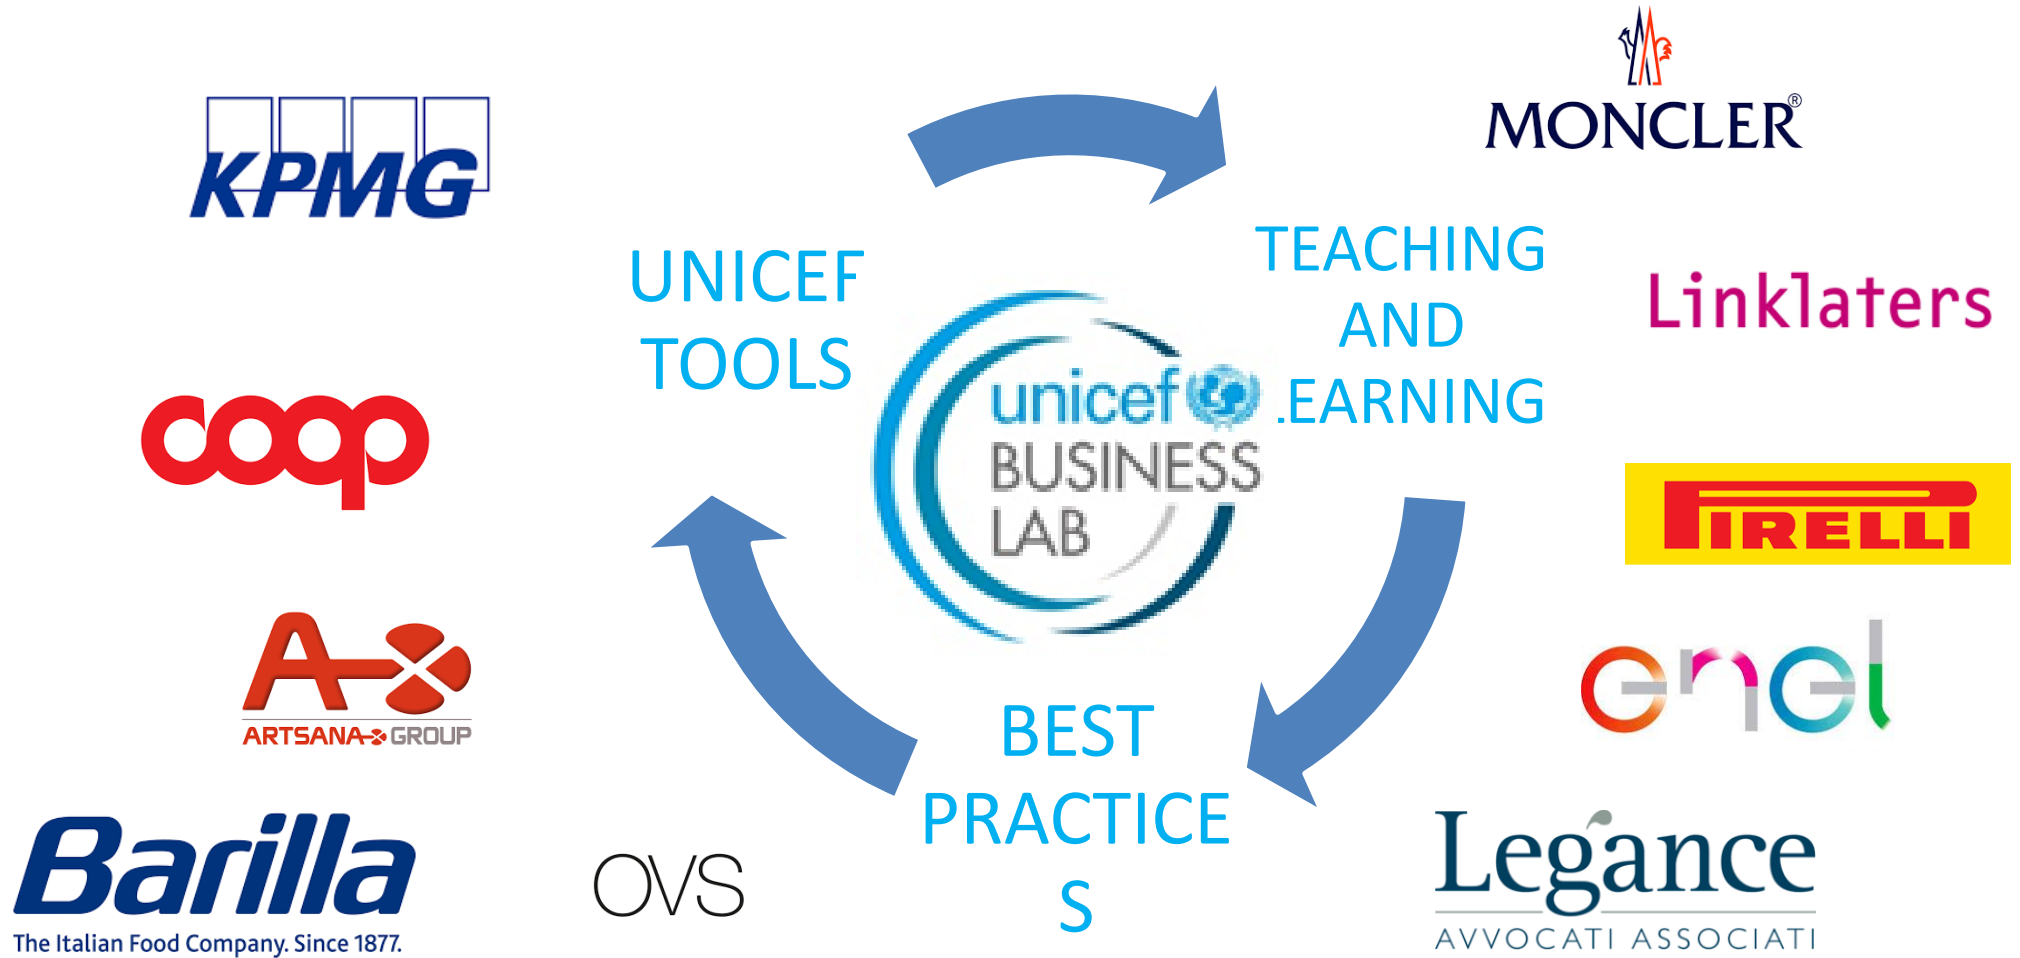 KPMG
coop
ARTSANA GROUP
Barilla
The Italian Food Company. Since 1877.
OVS
UNICEF
TOOLS
unicef
BUSINESS
LAB
TEACHING
AND
.EARNING
BEST
PRACTICE
S
MONCLER®
Linklaters
PIRELLI
enel
Legance
AVVOCATI ASSOCIATI